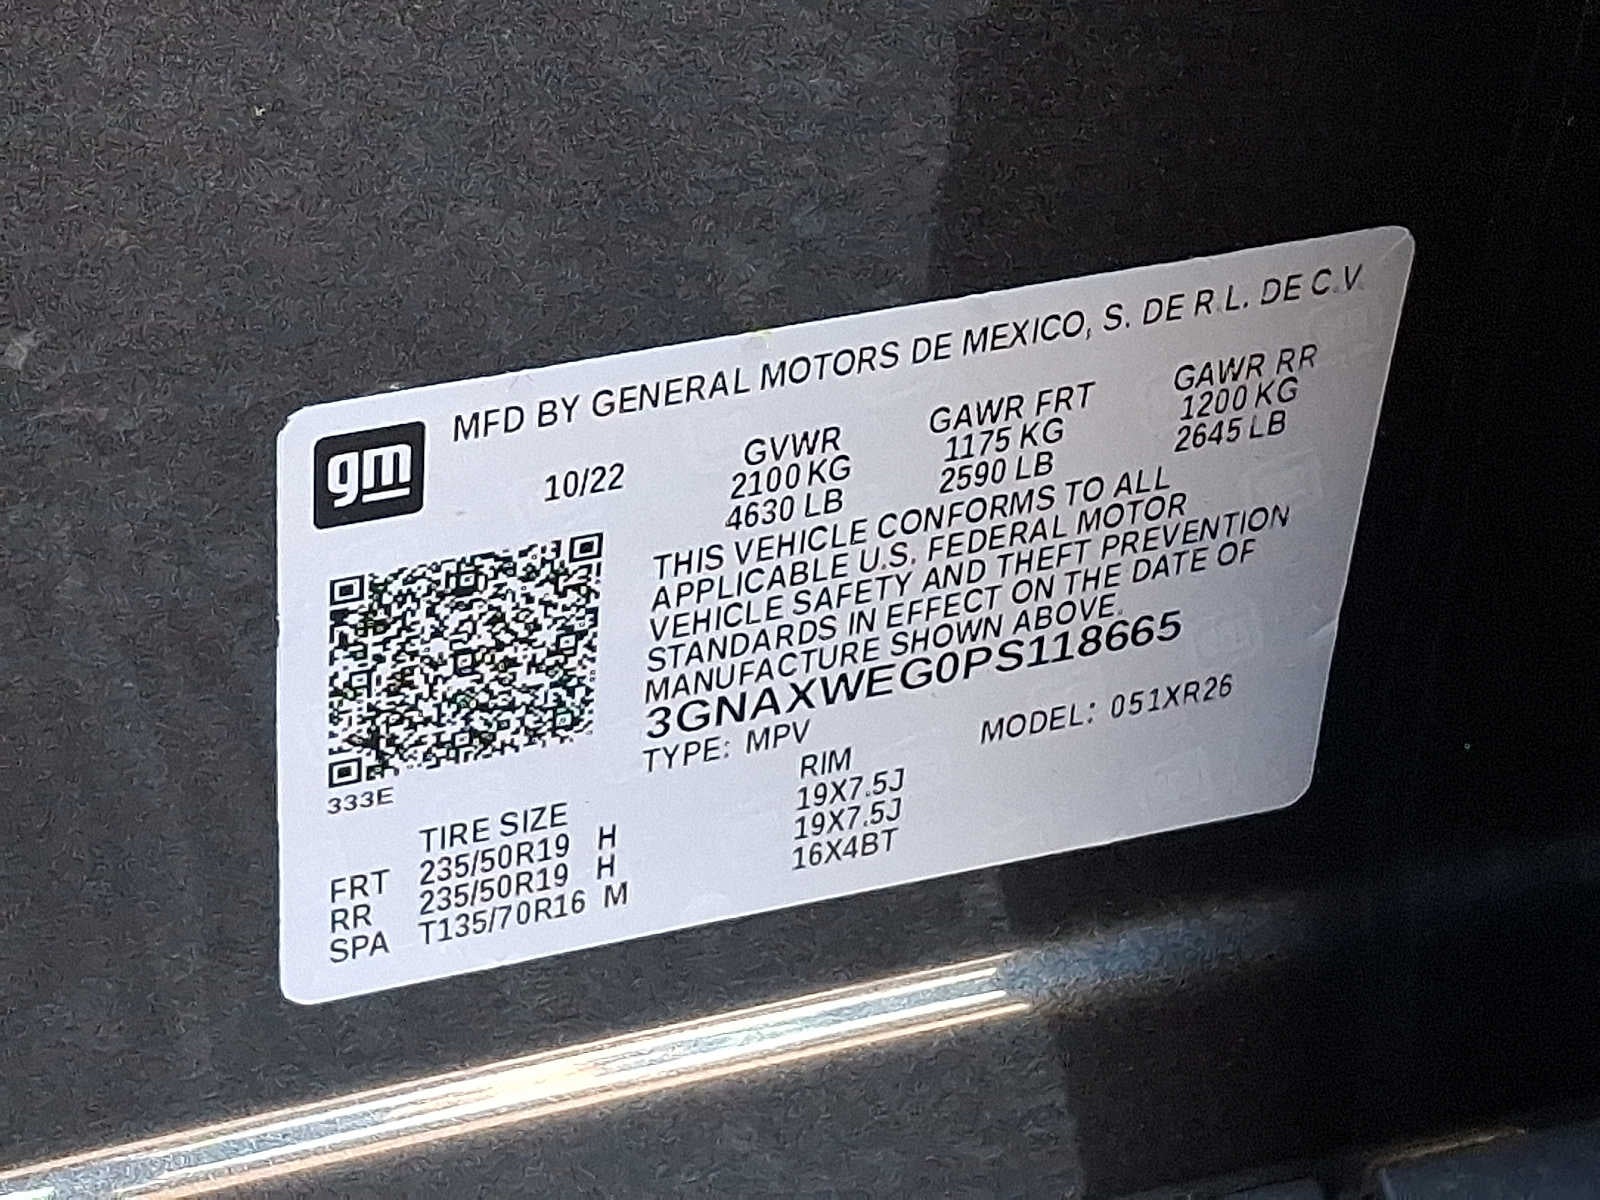 MFD BY GENERAL MOTORS DE MEXICO, S. DE R.L. DE C.V.
gm
10/22
GVWR GAWR FRT GAWR RR
2100 KG 1175 KG 1200 KG
4630 LB 2590 LB 2645 LB
THIS VEHICLE CONFORMS TO ALL
APPLICABLE U.S. FEDERAL MOTOR
VEHICLE SAFETY AND THEFT PREVENTION
STANDARDS IN EFFECT ON THE DATE OF
MANUFACTURE SHOWN ABOVE.
3GNAXWEG0PS118665
TYPE: MPV MODEL: 051XR26
333E
TIRE SIZE RIM
FRT 235/50R19 H 19X7.5J
RR 235/50R19 H 19X7.5J
SPA T135/70R16 M 16X4BT